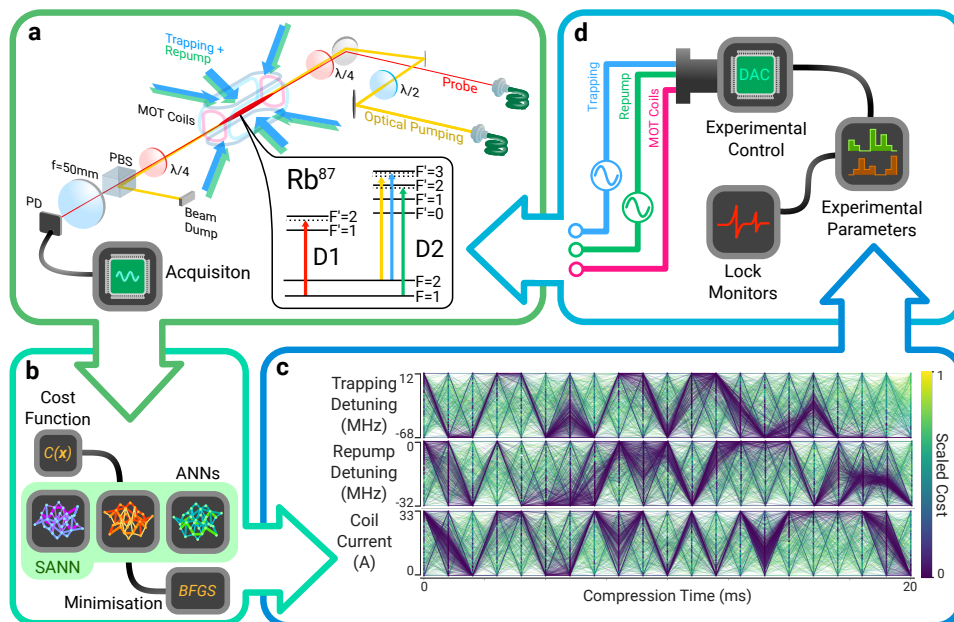 a
Trapping +
Repump
MOT Coils
λ/4
λ/2
Probe
Optical Pumping
PBS
λ/4
f=50mm
PD
Beam
Dump
Acquisiton
Rb87
F'=3
F'=2
F'=1
F'=0
F'=2
F'=1
D1
D2
F=2
F=1
d
Trapping
Repump
MOT Coils
DAC
Experimental
Control
Experimental
Parameters
Lock
Monitors
b
Cost
Function
C(x)
ANNs
SANN
Minimisation
BFGS
c
Trapping
Detuning
(MHz)
12
-68
Repump
Detuning
(MHz)
0
-32
Coil
Current
(A)
33
0
0
20
Compression Time (ms)
1
Scaled Cost
0